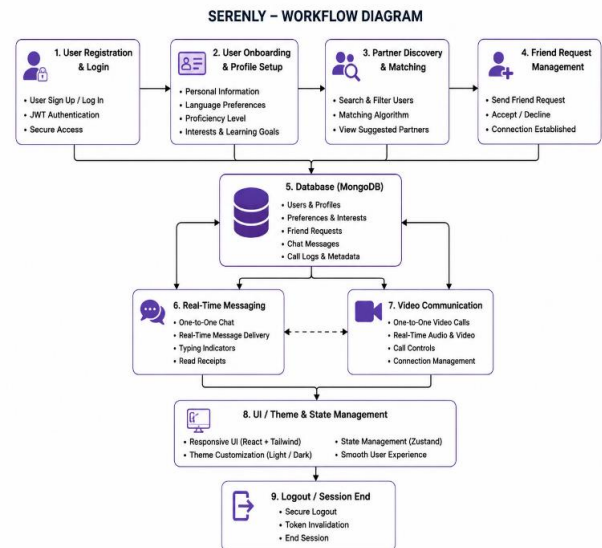 SERENLY – WORKFLOW DIAGRAM
1. User Registration
& Login
• User Sign Up / Log In
• JWT Authentication
• Secure Access
2. User Onboarding
& Profile Setup
• Personal Information
• Language Preferences
• Proficiency Level
• Interests & Learning Goals
3. Partner Discovery
& Matching
• Search & Filter Users
• Matching Algorithm
• View Suggested Partners
4. Friend Request
Management
• Send Friend Request
• Accept / Decline
• Connection Established
5. Database (MongoDB)
• Users & Profiles
• Preferences & Interests
• Friend Requests
• Chat Messages
• Call Logs & Metadata
6. Real-Time Messaging
• One-to-One Chat
• Real-Time Message Delivery
• Typing Indicators
• Read Receipts
7. Video Communication
• One-to-One Video Calls
• Real-Time Audio & Video
• Call Controls
• Connection Management
8. UI / Theme & State Management
• Responsive UI (React + Tailwind)
• Theme Customization (Light / Dark)
• State Management (Zustand)
• Smooth User Experience
9. Logout / Session End
• Secure Logout
• Token Invalidation
• End Session